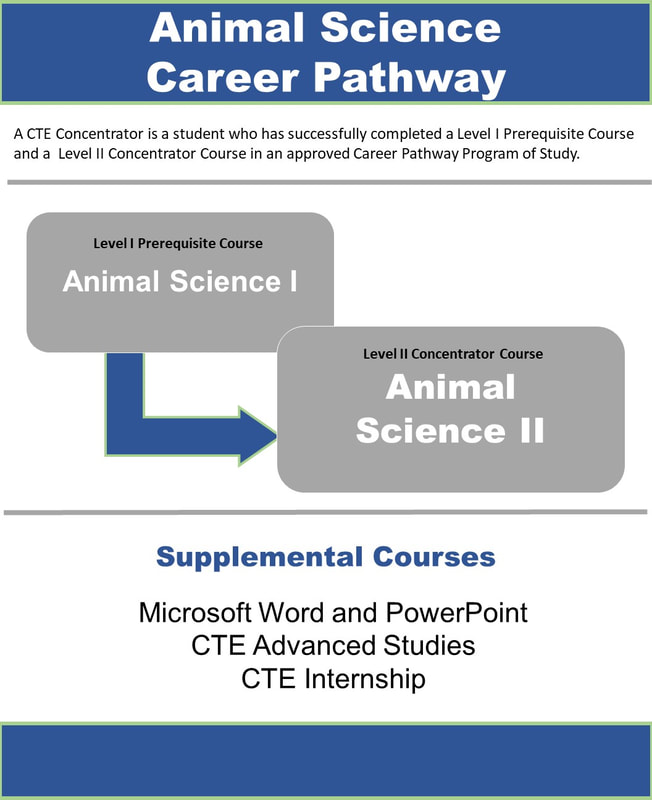 Animal Science
Career Pathway
A CTE Concentrator is a student who has successfully completed a Level I Prerequisite Course
and a Level II Concentrator Course in an approved Career Pathway Program of Study.
Level I Prerequisite Course
Animal Science I
Level II Concentrator Course
Animal
Science II
Supplemental Courses
Microsoft Word and PowerPoint
CTE Advanced Studies
CTE Internship